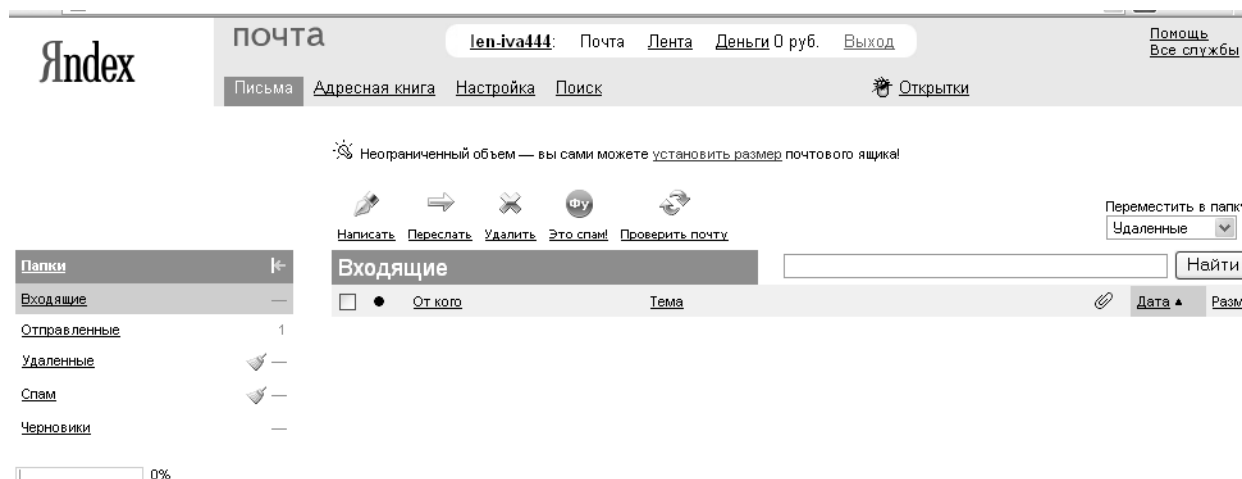 Яndex
почта
len-iva444: Почта Лента Деньги 0 руб. Выход
Помощь
Все службы
Письма Адресная книга Настройка Поиск Открытки
Неограниченный объем — вы сами можете установить размер почтового ящика!
Фу
Написать Переслать Удалить Это спам! Проверить почту
Переместить в папк
Удаленные
Папки
Входящие
Найти
Входящие —
От кого Тема Дата ▲ Разм
Отправленные 1
Удаленные —
Спам —
Черновики —
0%